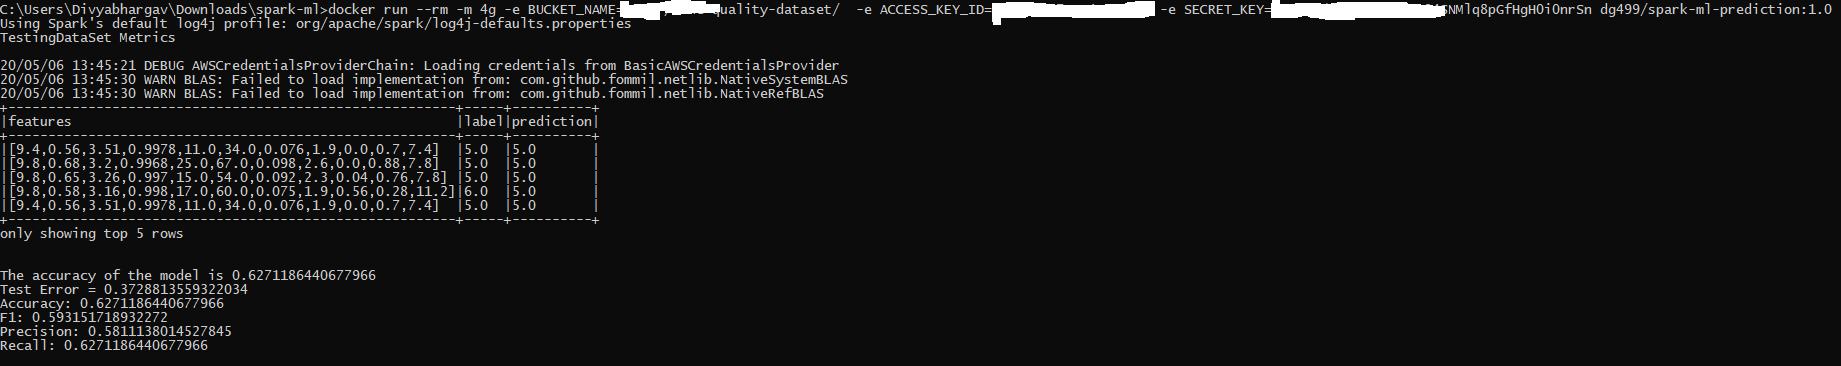 C:\Users\Divyabhargav\Downloads\spark-ml>docker run --rm -m 4g -e BUCKET_NAME= quality-dataset/ -e ACCESS_KEY_ID= -e SECRET_KEY= dg499/spark-ml-prediction:1.0
Using Spark's default log4j profile: org/apache/spark/log4j-defaults.properties
TestingDataSet Metrics
20/05/06 13:45:21 DEBUG AWSCredentialsProviderChain: Loading credentials from BasicAWSCredentialsProvider
20/05/06 13:45:30 WARN BLAS: Failed to load implementation from: com.github.fommil.netlib.NativeSystemBLAS
20/05/06 13:45:30 WARN BLAS: Failed to load implementation from: com.github.fommil.netlib.NativeRefBLAS
+-------------------------------------------------------+-----+----------+
|features                                               |label|prediction|
+-------------------------------------------------------+-----+----------+
|[9.4,0.56,3.51,0.9978,11.0,34.0,0.076,1.9,0.0,0.7,7.4]  |5.0  |5.0       |
|[9.8,0.68,3.2,0.9968,25.0,67.0,0.098,2.6,0.0,0.88,7.8]  |5.0  |5.0       |
|[9.8,0.65,3.26,0.997,15.0,54.0,0.092,2.3,0.04,0.76,7.8] |5.0  |5.0       |
|[9.8,0.58,3.16,0.998,17.0,60.0,0.075,1.9,0.56,0.28,11.2]|6.0  |5.0       |
|[9.4,0.56,3.51,0.9978,11.0,34.0,0.076,1.9,0.0,0.7,7.4]  |5.0  |5.0       |
+-------------------------------------------------------+-----+----------+
only showing top 5 rows
The accuracy of the model is 0.6271186440677966
Test Error = 0.3728813559322034
Accuracy: 0.6271186440677966
F1: 0.593151718932272
Precision: 0.5811138014527845
Recall: 0.6271186440677966